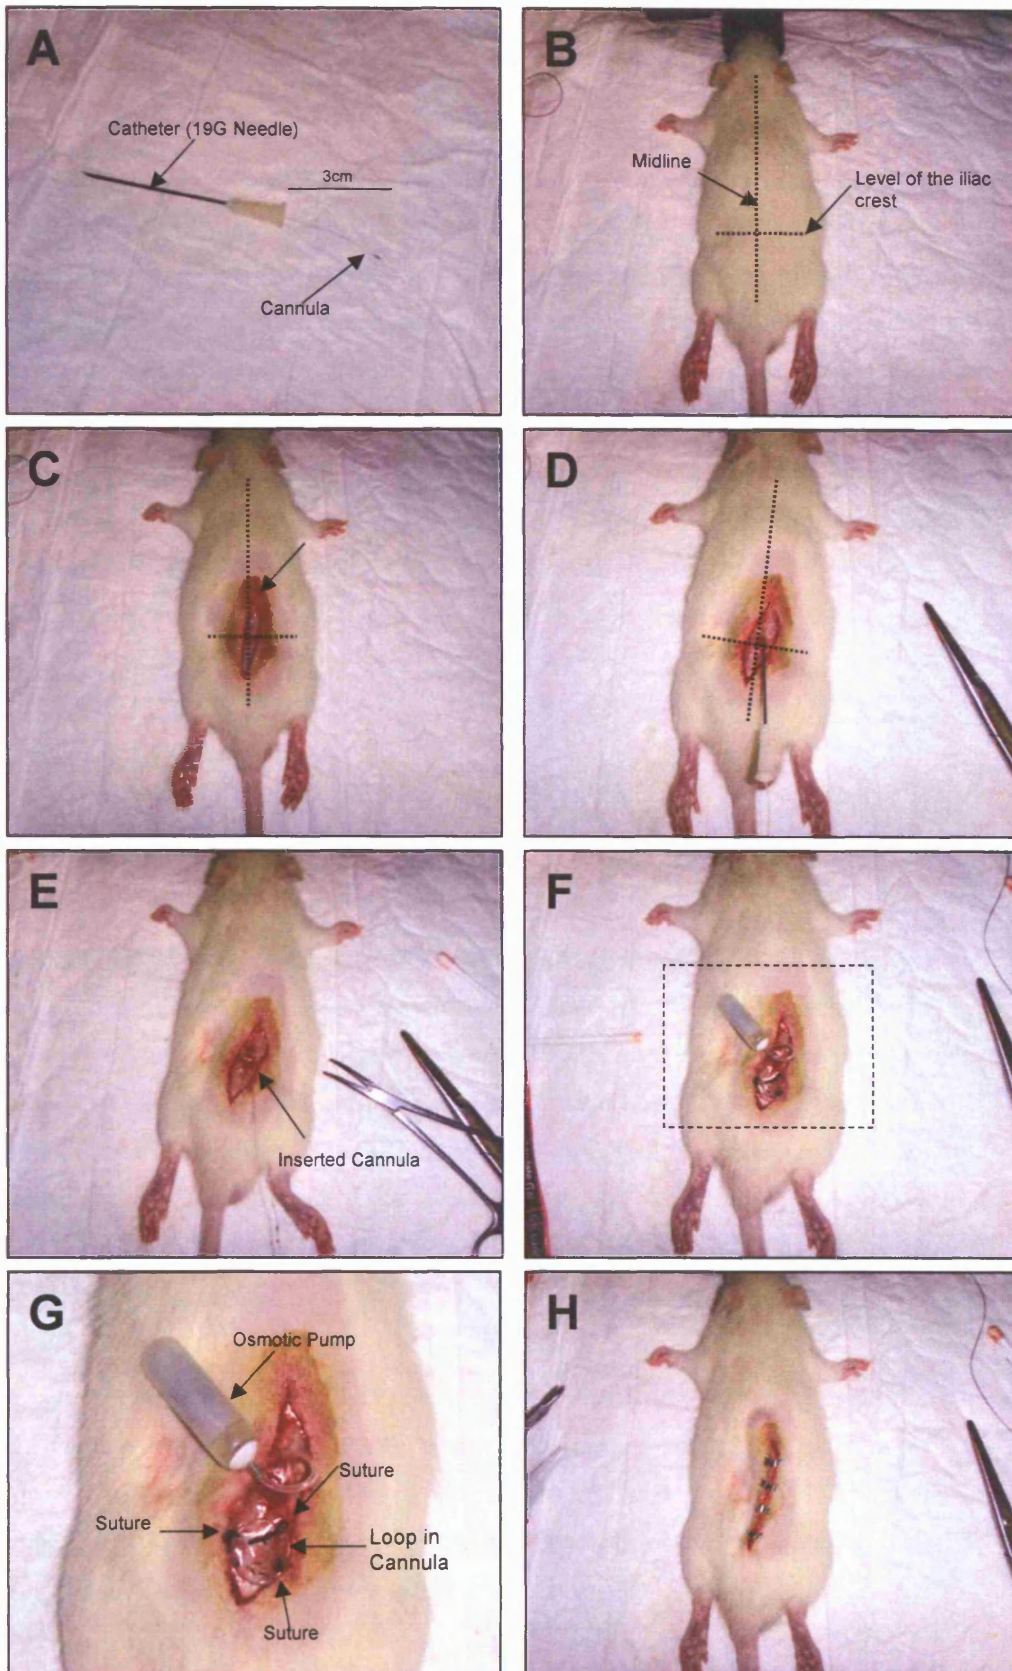 A
Catheter (19G Needle)
3cm
Cannula
B
Midline
Level of the iliac
crest
C
D
E
Inserted Cannula
F
G
Osmotic Pump
Suture
Suture
Loop in
Cannula
Suture
H